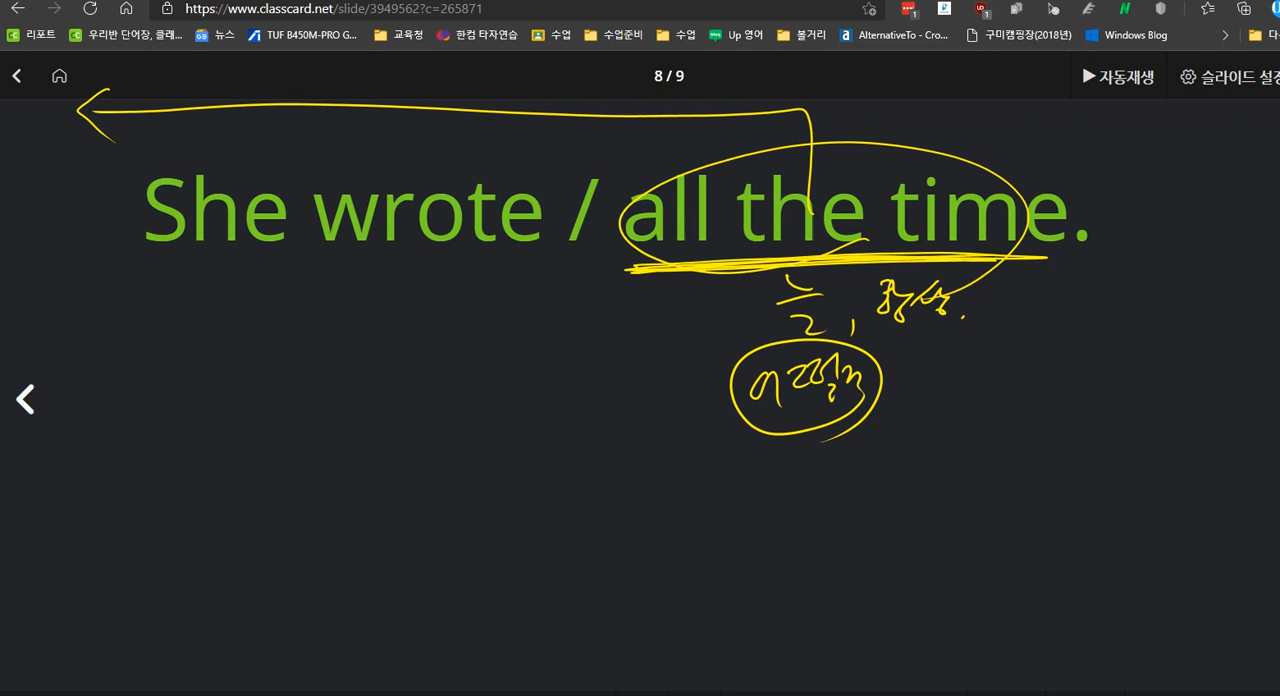 https://www.classcard.net/slide/3949562?c=265871
리포트 우리반 단어장, 클래... 뉴스 TUF B450M-PRO G... 교육청 한컴 타자연습 수업 수업준비 수업 Up 영어 볼거리 AlternativeTo - Cro... 구미캠핑장(2018년) Windows Blog
8 / 9 자동재생 슬라이드 설정
She wrote / all the time.
늘, 항상.